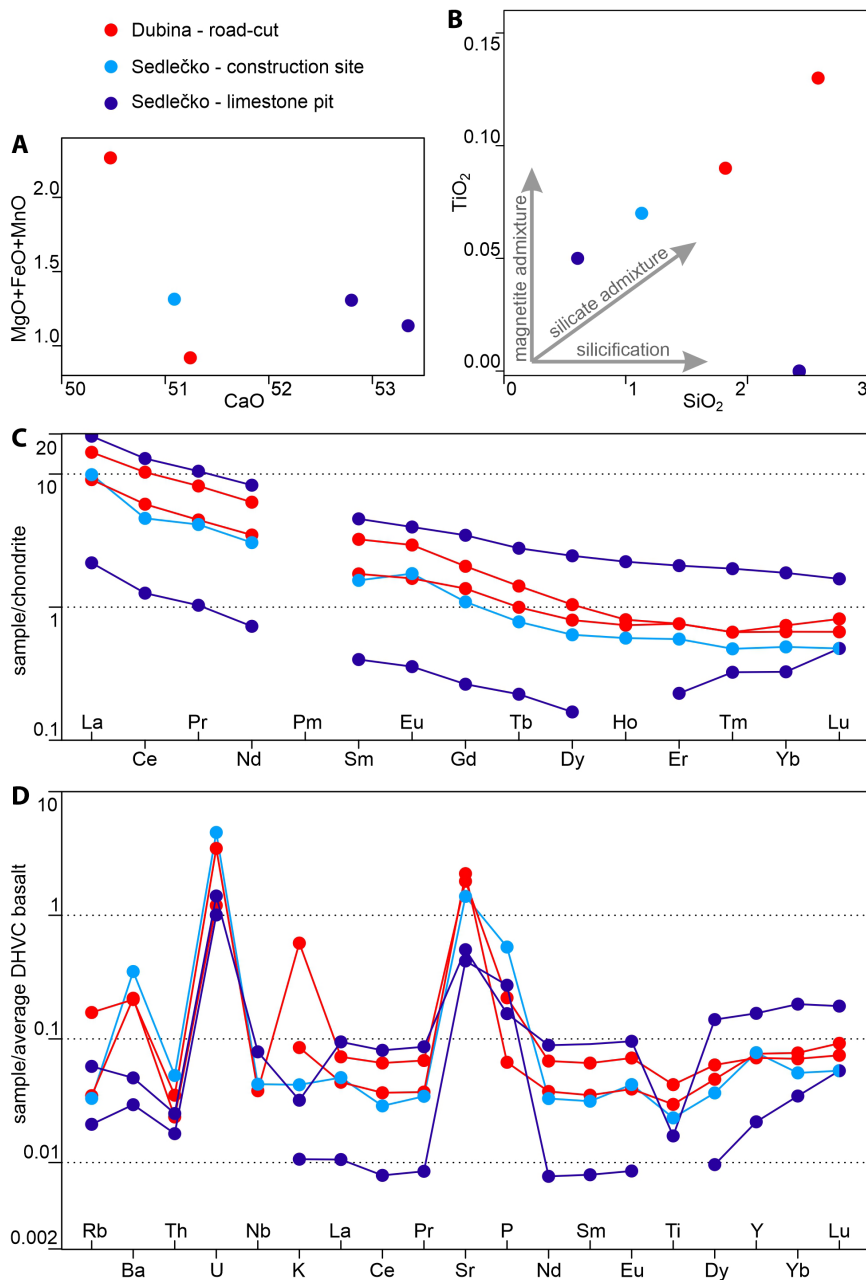 Dubina - road-cut
Sedlečko - construction site
Sedlečko - limestone pit
A
MgO+FeO+MnO
2.0
1.5
1.0
50
51
52
53
CaO
B
TiO₂
0.15
0.10
0.05
0.00
magnetite admixture
silicate admixture
silicification
0
1
2
3
SiO₂
C
sample/chondrite
20
10
1
0.1
La
Pr
Pm
Eu
Tb
Ho
Tm
Lu
Ce
Nd
Sm
Gd
Dy
Er
Yb
D
sample/average DHVC basalt
10
1
0.1
0.01
0.002
Rb
Th
Nb
La
Pr
P
Sm
Ti
Y
Lu
Ba
U
K
Ce
Sr
Nd
Eu
Dy
Yb